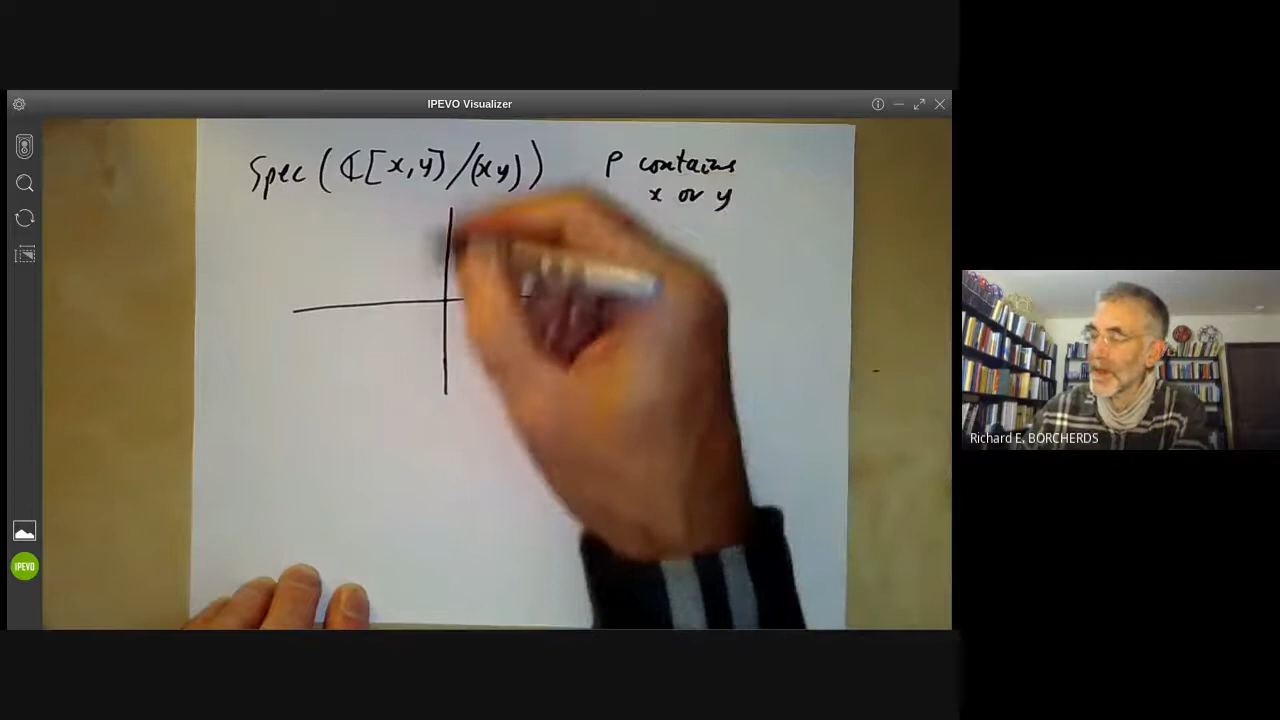 IPEVO Visualizer
Spec(ℂ[x,y]/(xy))
P contains
x or y
Richard E. BORCHERDS
IPEVO